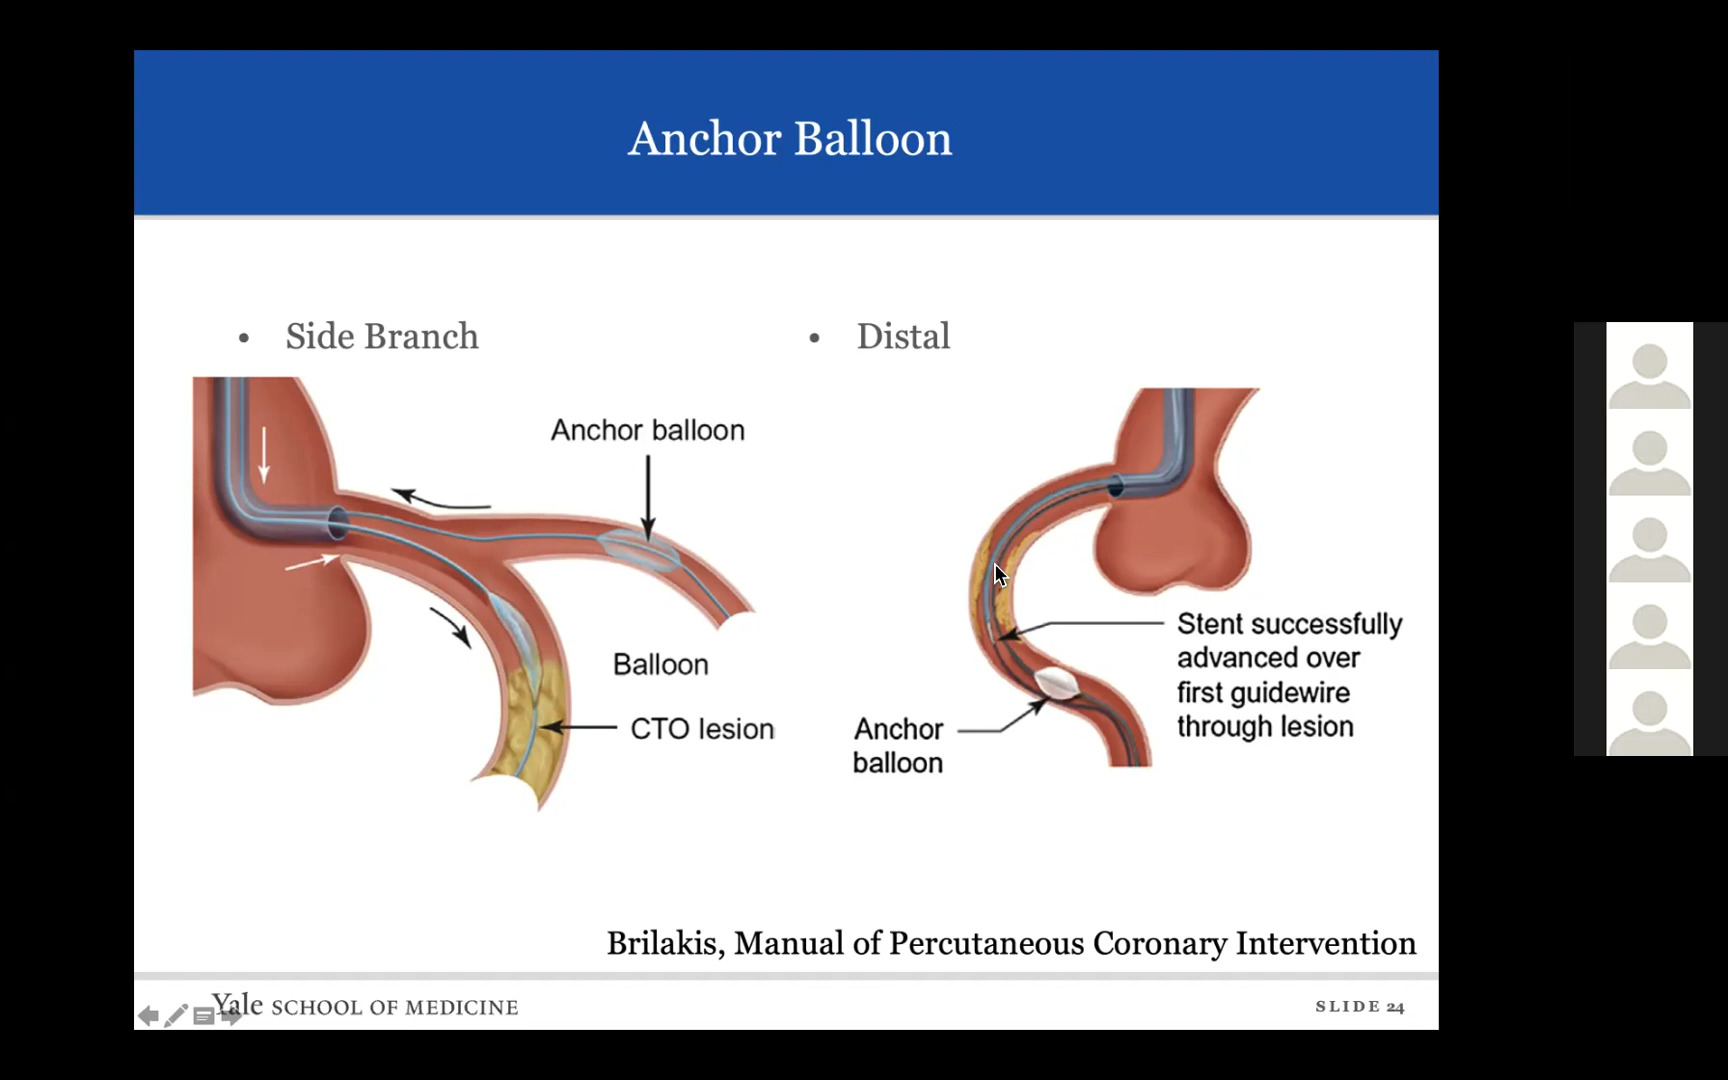 Anchor Balloon
• Side Branch
• Distal
Anchor balloon
Balloon
CTO lesion
Stent successfully
advanced over
first guidewire
through lesion
Anchor
balloon
Brilakis, Manual of Percutaneous Coronary Intervention
Yale SCHOOL OF MEDICINE
SLIDE 24